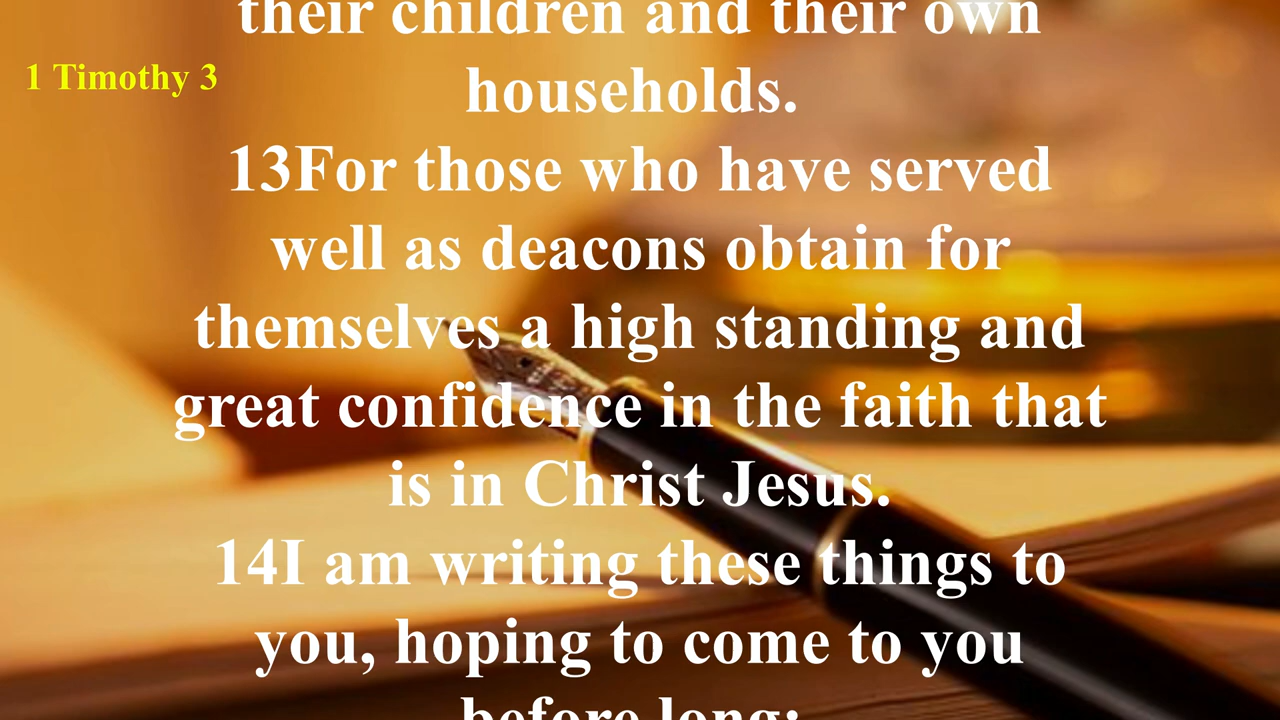 their children and their own
1 Timothy 3
households.
13For those who have served
well as deacons obtain for
themselves a high standing and
great confidence in the faith that
is in Christ Jesus.
14I am writing these things to
you, hoping to come to you
before long;